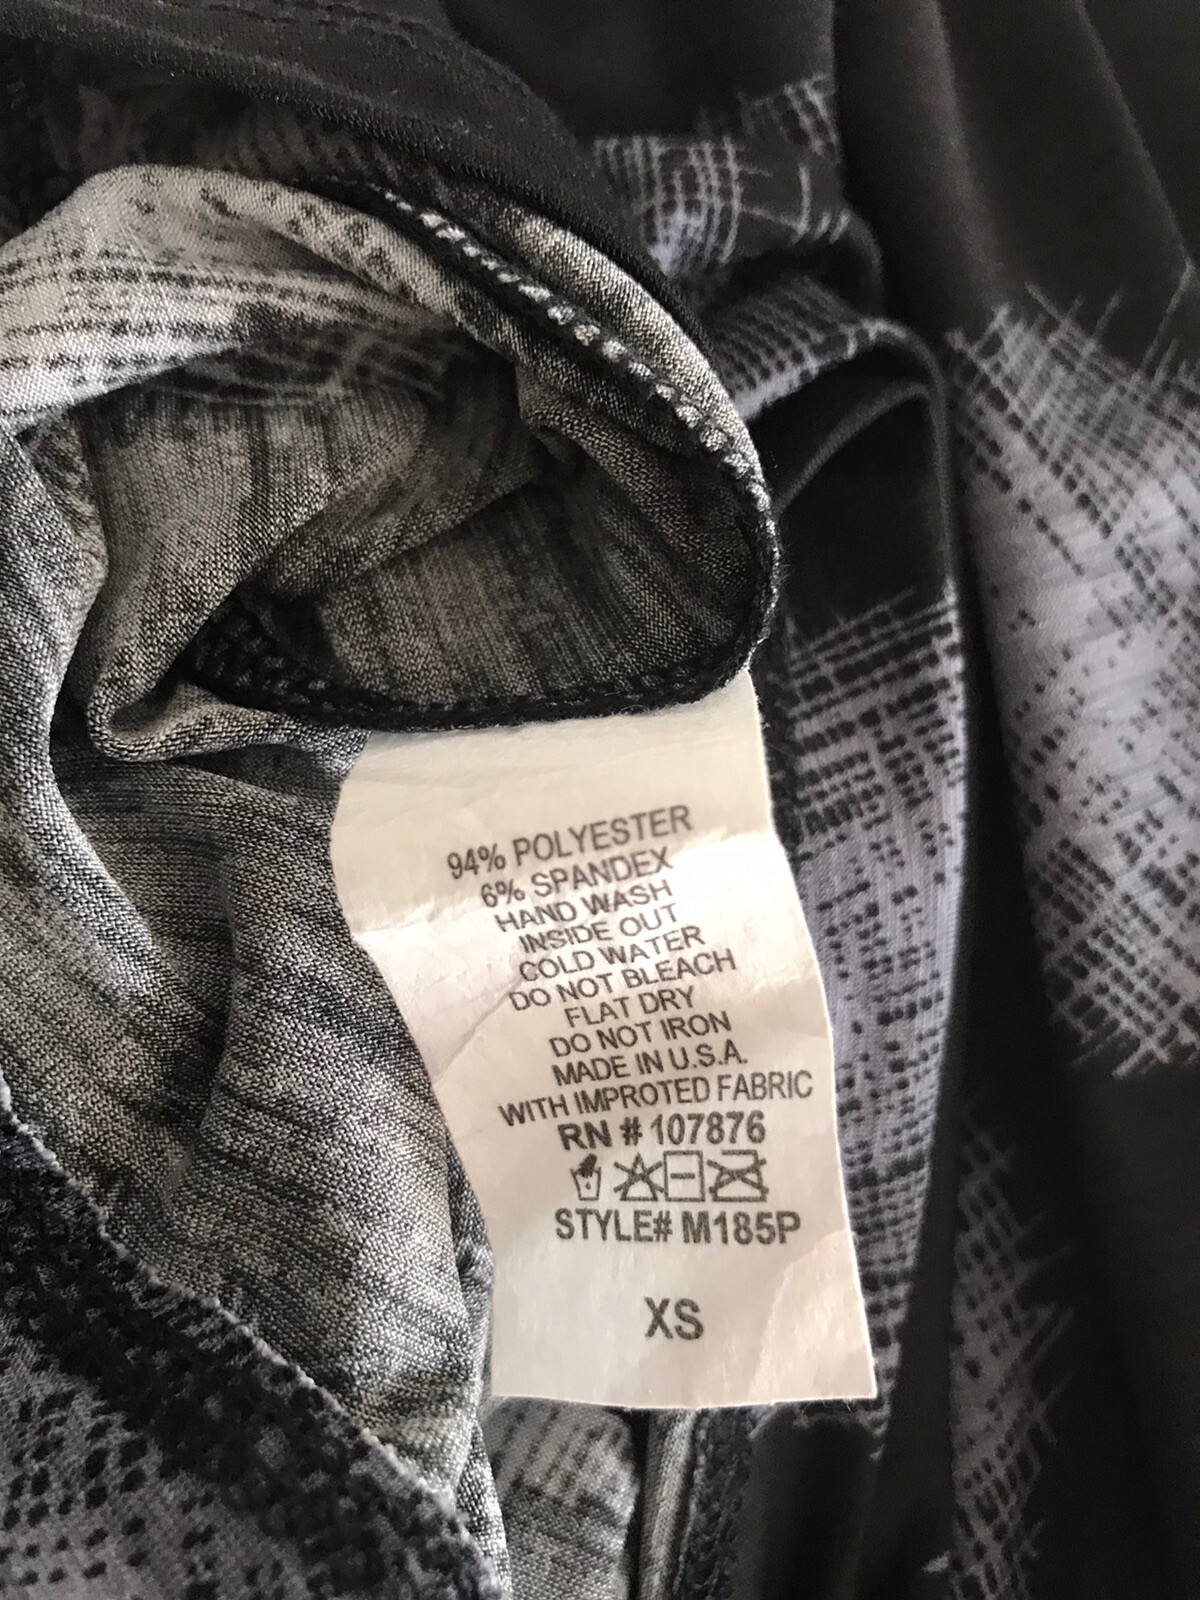 94% POLYESTER
6% SPANDEX
HAND WASH
INSIDE OUT
COLD WATER
DO NOT BLEACH
FLAT DRY
DO NOT IRON
MADE IN U.S.A.
WITH IMPROTED FABRIC
RN # 107876
STYLE# M185P
XS